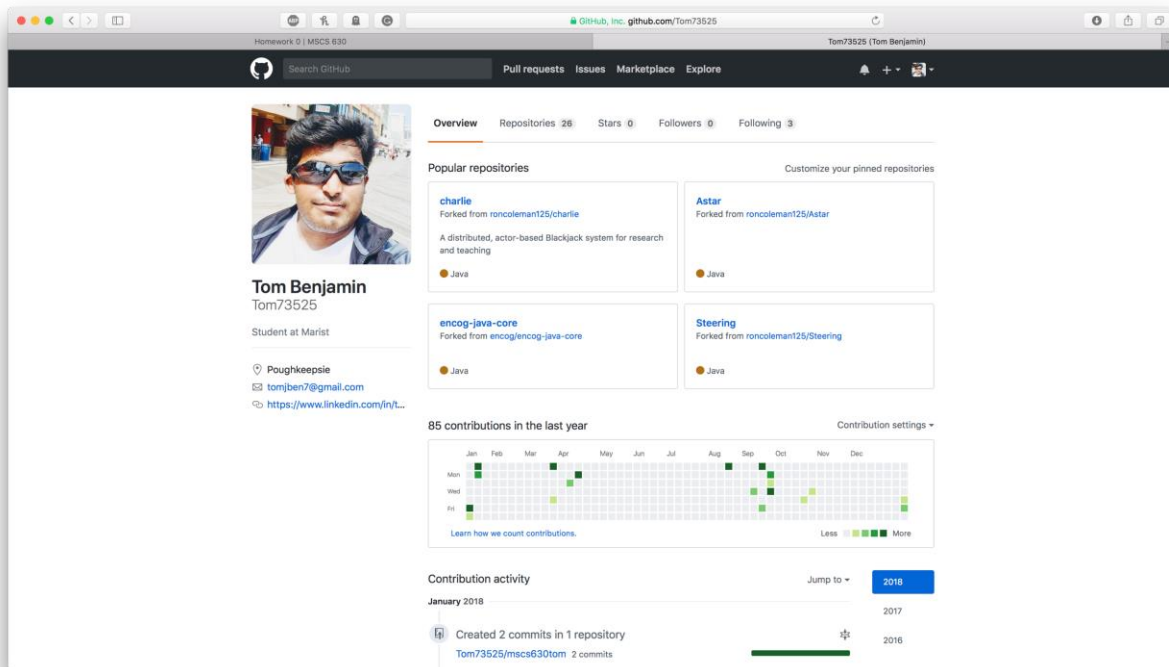 GitHub, Inc. github.com/Tom73525
Homework 0 | MSCS 630
Tom73525 (Tom Benjamin)
Search GitHub
Pull requests Issues Marketplace Explore
Overview Repositories 26 Stars 0 Followers 0 Following 3
Popular repositories
Customize your pinned repositories
charlie
Forked from roncoleman125/charlie
A distributed, actor-based Blackjack system for research
and teaching
Java
Astar
Forked from roncoleman125/Astar
Java
encog-java-core
Forked from encog/encog-java-core
Java
Steering
Forked from roncoleman125/Steering
Java
Tom Benjamin
Tom73525
Student at Marist
Poughkeepsie
tomjben7@gmail.com
https://www.linkedin.com/in/t...
85 contributions in the last year
Contribution settings
Jan Feb Mar Apr May Jun Jul Aug Sep Oct Nov Dec
Mon
Wed
Fri
Learn how we count contributions.
Less More
Contribution activity
Jump to
2018
2017
2016
January 2018
Created 2 commits in 1 repository
Tom73525/mscs630tom 2 commits